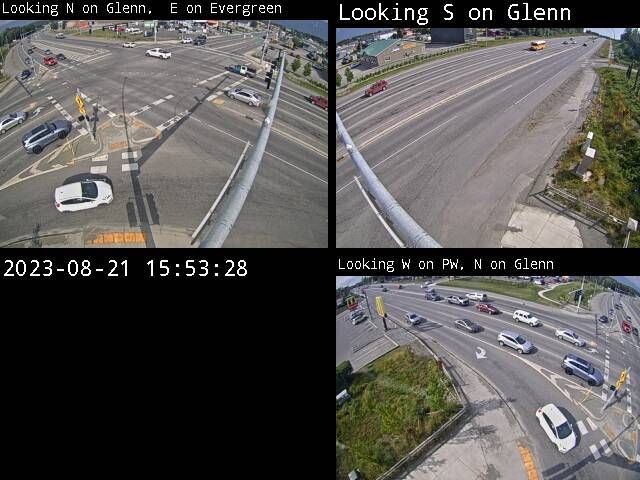 Looking N on Glenn, E on Evergreen
Looking S on Glenn
2023-08-21 15:53:28
Looking W on PW, N on Glenn